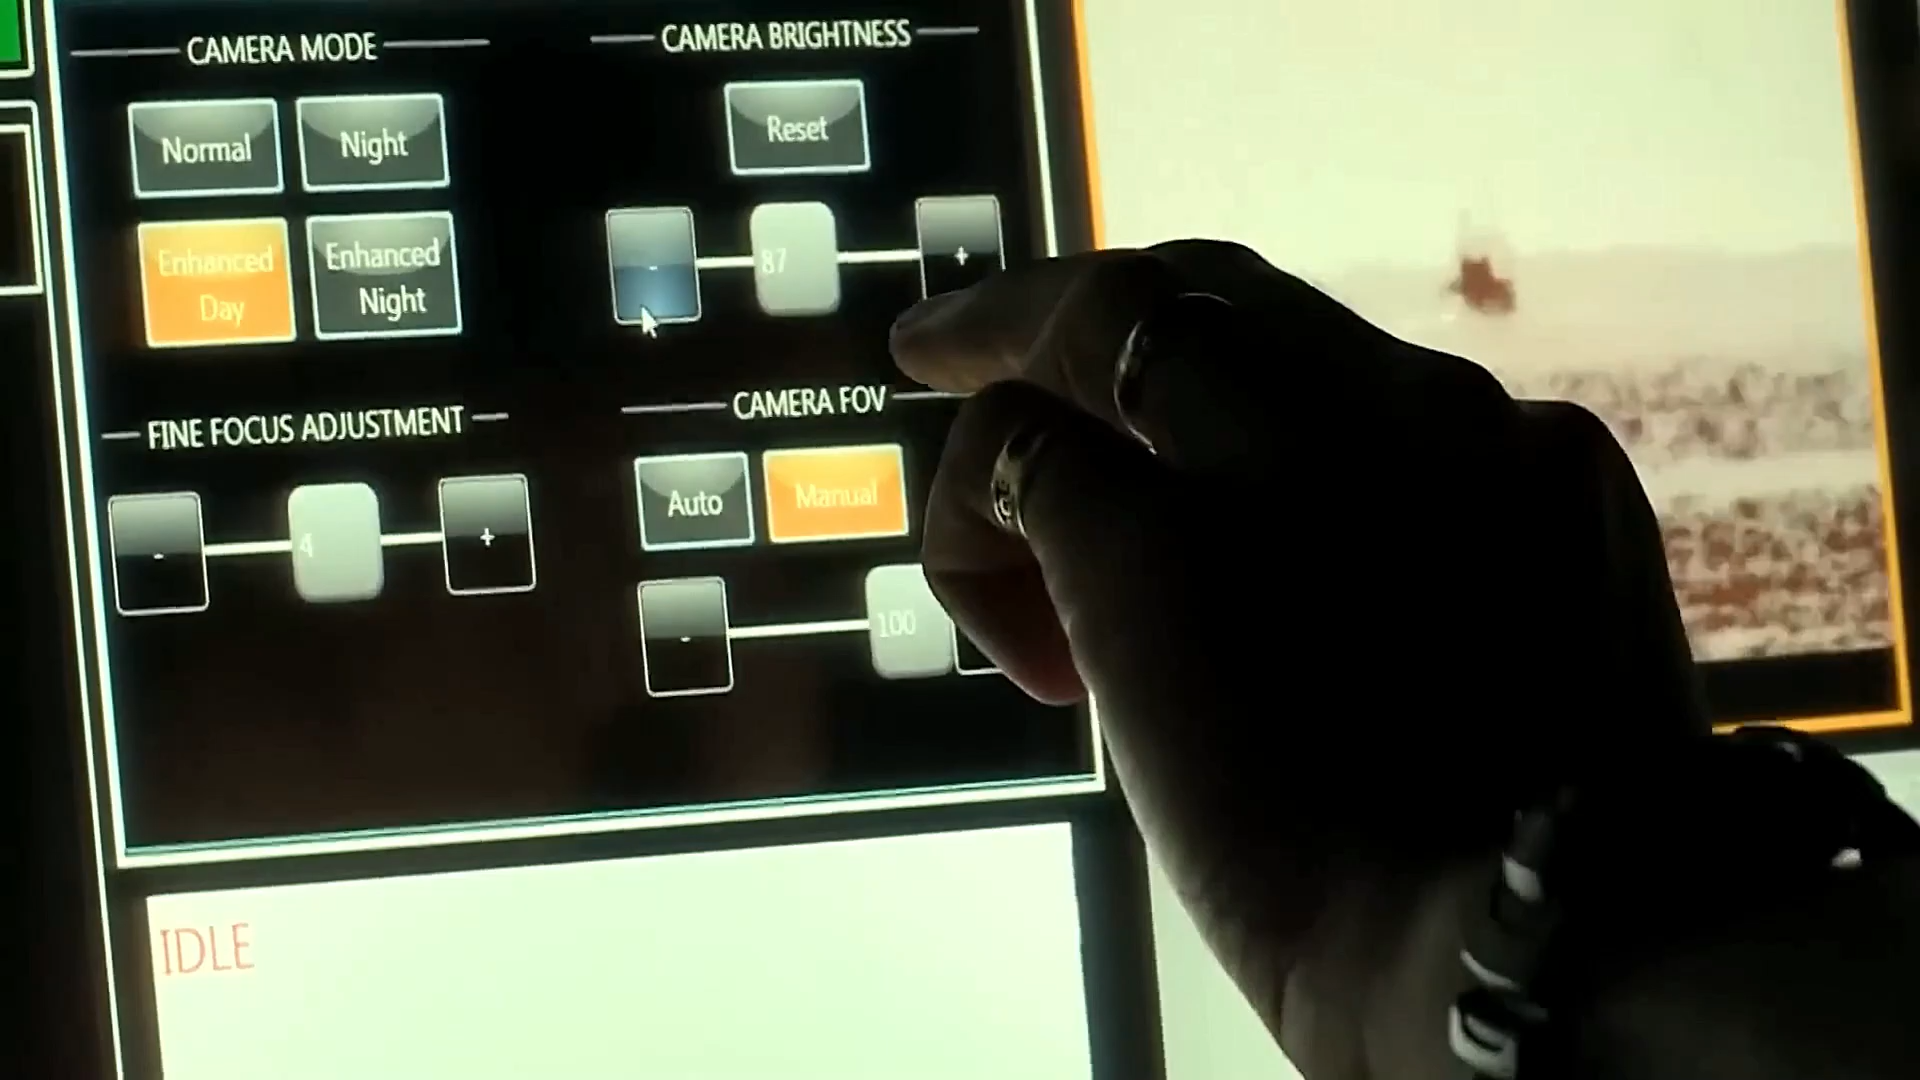 CAMERA MODE
Normal
Night
Enhanced
Day
Enhanced
Night
CAMERA BRIGHTNESS
Reset
-
87
+
FINE FOCUS ADJUSTMENT
-
4
+
CAMERA FOV
Auto
Manual
-
100
IDLE